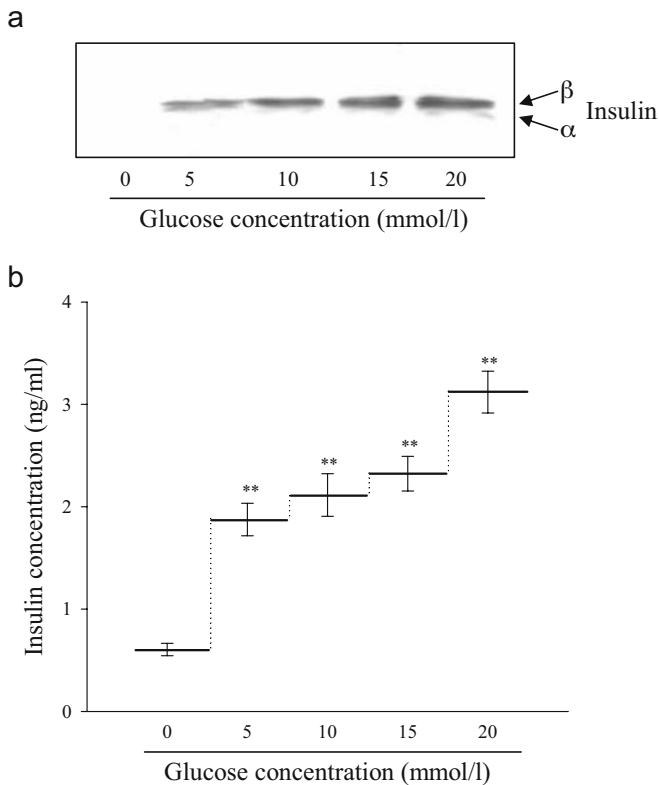 a
β
α
Insulin
0 5 10 15 20
Glucose concentration (mmol/l)
b
Insulin concentration (ng/ml)
4
3
2
1
0
**
**
**
**
0 5 10 15 20
Glucose concentration (mmol/l)